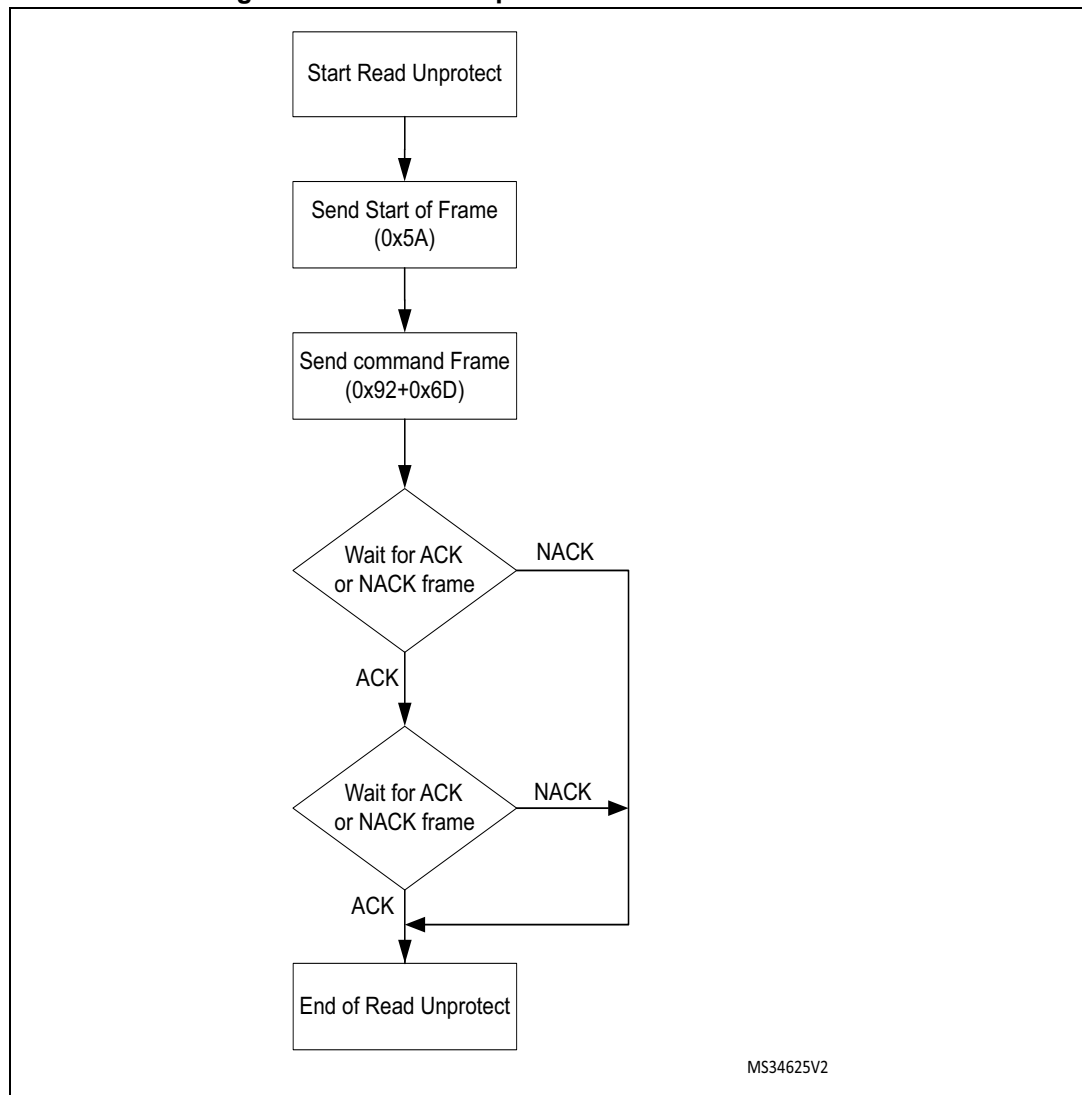 Start Read Unprotect
Send Start of Frame
(0x5A)
Send command Frame
(0x92+0x6D)
Wait for ACK
or NACK frame
NACK
ACK
Wait for ACK
or NACK frame
NACK
ACK
End of Read Unprotect
MS34625V2